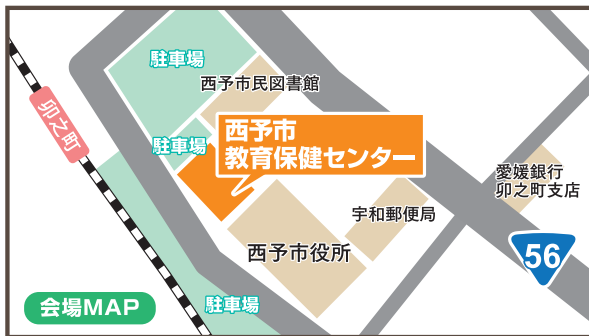 駐車場
西予市民図書館
卯之町
駐車場
西予市
教育保健センター
愛媛銀行
卯之町支店
宇和郵便局
西予市役所
56
会場MAP
駐車場